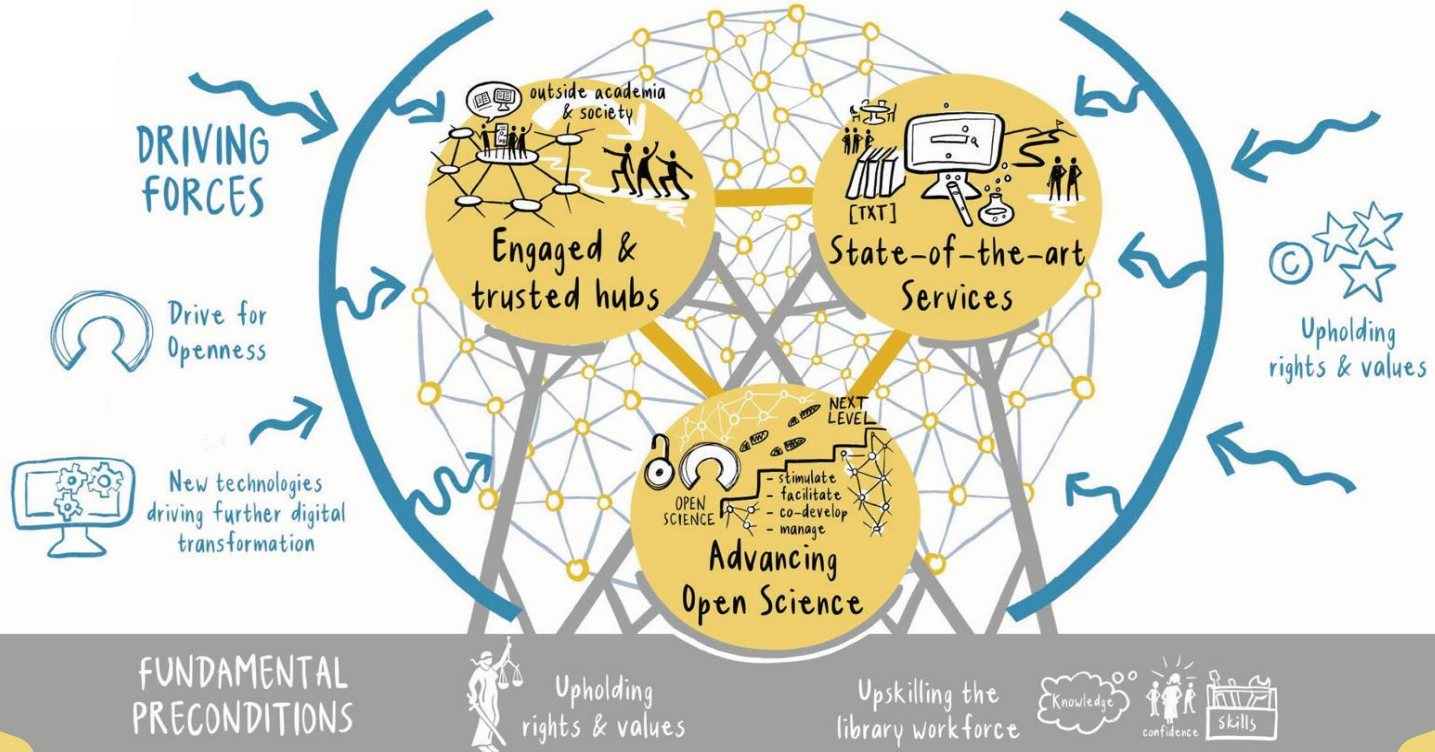 DRIVING
FORCES
Drive for
Openness
New technologies
driving further digital
transformation
outside academia
& society
Engaged &
trusted hubs
[TXT]
State-of-the-art
Services
NEXT
LEVEL
OPEN
SCIENCE
- stimulate
- facilitate
- co-develop
- manage
Advancing
Open Science
©
Upholding
rights & values
FUNDAMENTAL
PRECONDITIONS
Upholding
rights & values
Upskilling the
library workforce
Knowledge
confidence
skills